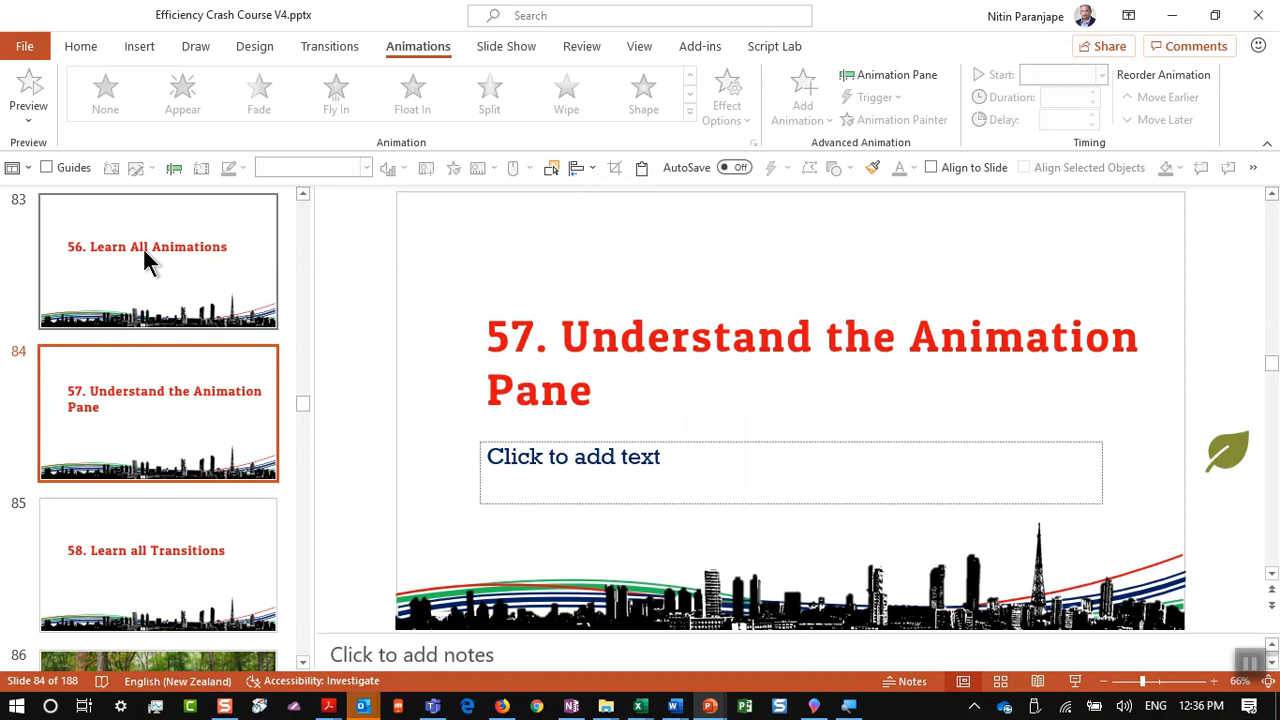 Efficiency Crash Course V4.pptx
Search
Nitin Paranjape
File Home Insert Draw Design Transitions Animations Slide Show Review View Add-ins Script Lab
Share
Comments
Preview
None Appear Fade Fly In Float In Split Wipe Shape
Effect Options
Add Animation
Animation Pane
Trigger
Animation Painter
Start:
Duration:
Delay:
Reorder Animation
Move Earlier
Move Later
Preview Animation Advanced Animation Timing
Guides AutoSave Off Align to Slide Align Selected Objects
83
56. Learn All Animations
84
57. Understand the Animation
Pane
85
58. Learn all Transitions
86
57. Understand the Animation
Pane
Click to add text
Click to add notes
Slide 84 of 188 English (New Zealand) Accessibility: Investigate Notes 66%
ENG 12:36 PM